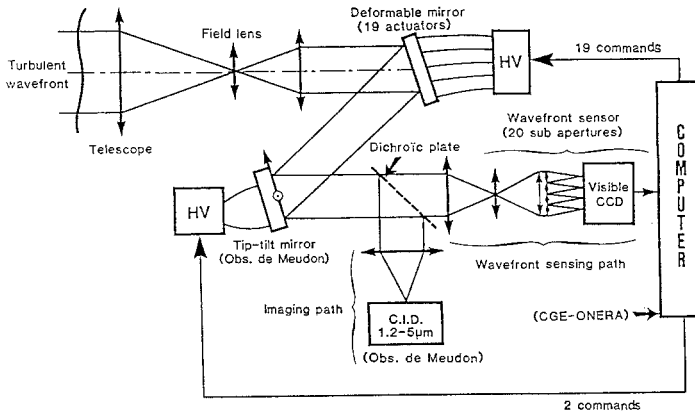 Deformable mirror
(19 actuators)
Field lens
HV
19 commands
Turbulent
wavefront
Telescope
Wavefront sensor
(20 sub apertures)
Dichroïc plate
COMPUTER
HV
Visible
CCD
Tip-tilt mirror
(Obs. de Meudon)
Wavefront sensing path
Imaging path
C.I.D.
1.2-5µm
(CGE-ONERA)
(Obs. de Meudon)
2 commands